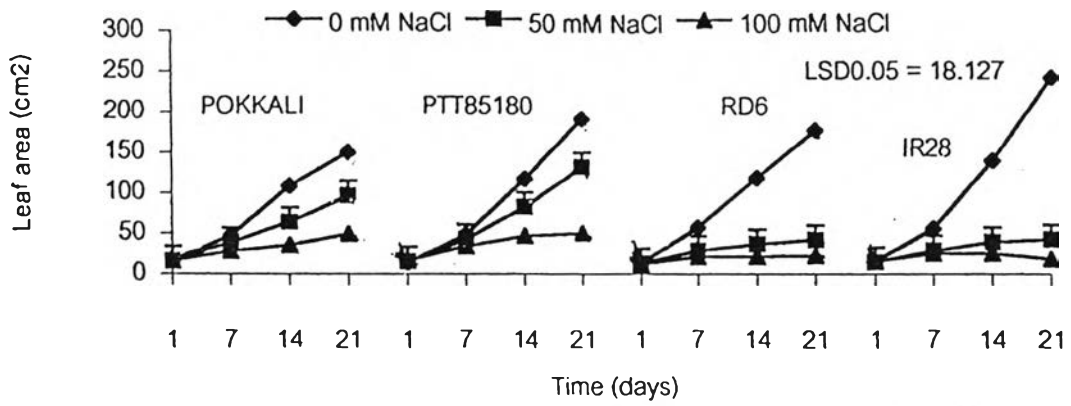 0 mM NaCl 50 mM NaCl 100 mM NaCl
Leaf area (cm2)
300
250
200
150
100
50
0
LSD0.05 = 18.127
POKKALI PTT85180 RD6 IR28
1 7 14 21 1 7 14 21 1 7 14 21 1 7 14 21
Time (days)